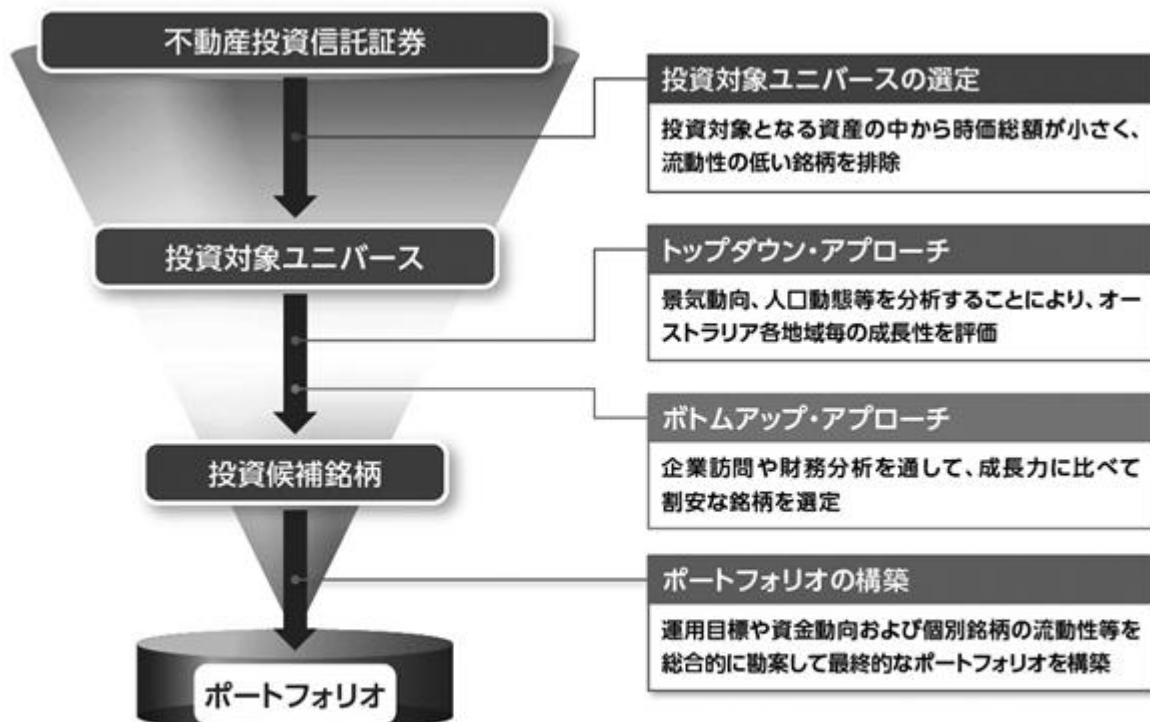 不動産投資信託証券
投資対象ユニバースの選定
投資対象となる資産の中から時価総額が小さく、
流動性の低い銘柄を排除
投資対象ユニバース
トップダウン・アプローチ
景気動向、人口動態等を分析することにより、オー
ストラリア各地域毎の成長性を評価
ボトムアップ・アプローチ
企業訪問や財務分析を通して、成長力に比べて
割安な銘柄を選定
投資候補銘柄
ポートフォリオの構築
運用目標や資金動向および個別銘柄の流動性等を
総合的に勘案して最終的なポートフォリオを構築
ポートフォリオ